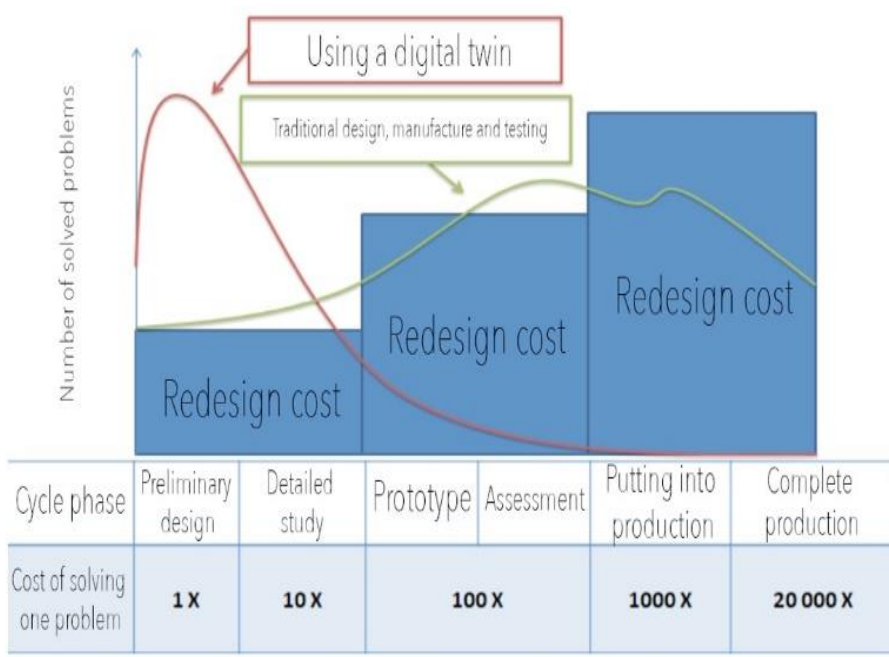 Using a digital twin
Traditional design, manufacture and testing
Number of solved problems
Redesign cost
Redesign cost
Redesign cost
Cycle phase
Preliminary
design
Detailed
study
Prototype
Assessment
Putting into
production
Complete
production
Cost of solving
one problem
1 X
10 X
100 X
1000 X
20 000 X